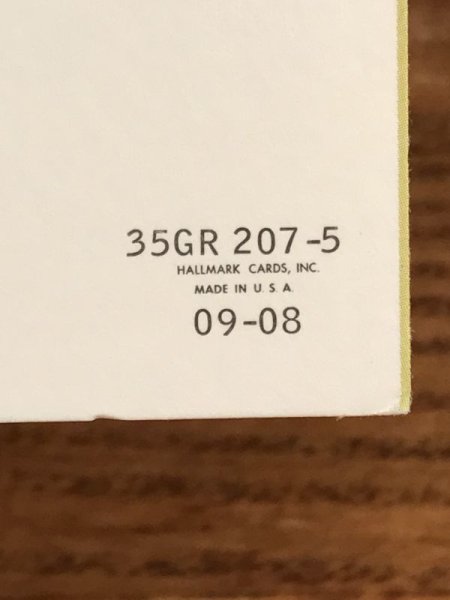 35GR 207-5
HALLMARK CARDS, INC.
MADE IN U. S. A.
09-08